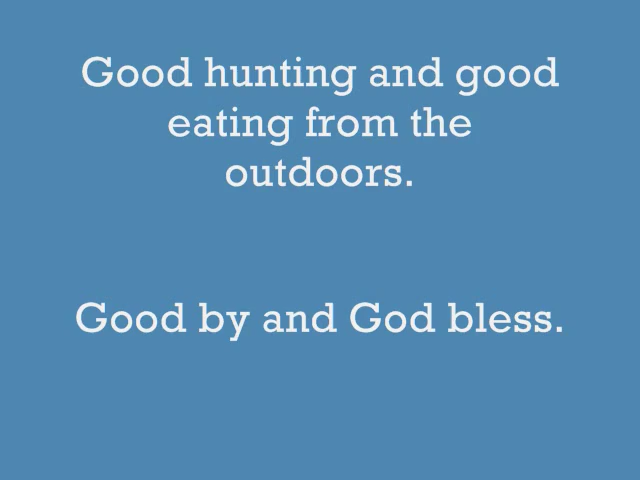 Good hunting and good
eating from the
outdoors.
Good by and God bless.